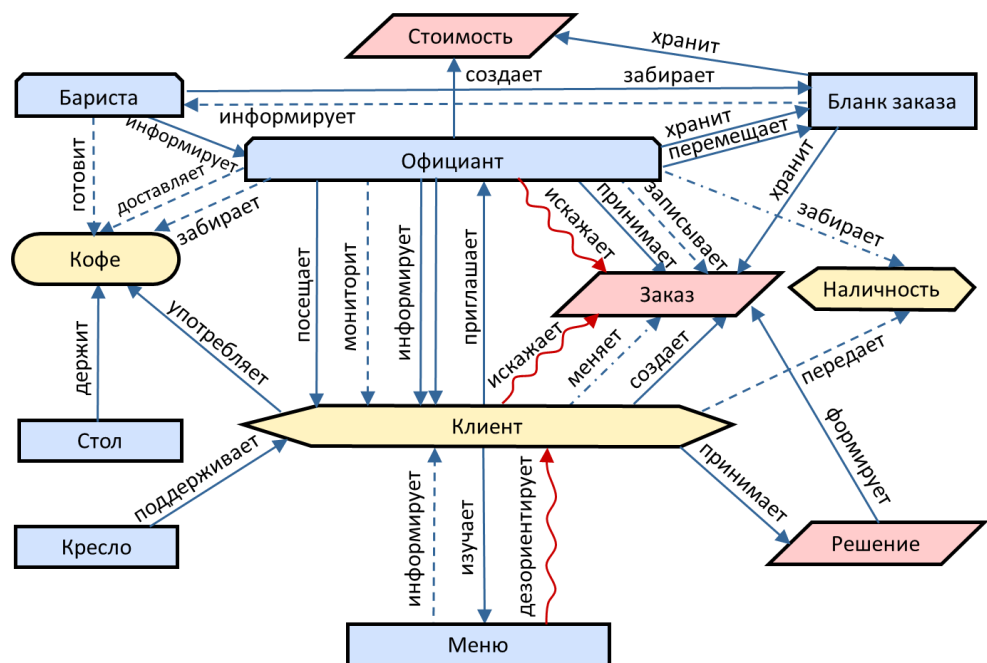 Стоимость
хранит
создает
забирает
Бариста
Бланк заказа
информирует
информирует
хранит
перемещает
Официант
готовит
доставляет
забирает
хранит
искажает
принимает
записывает
забирает
Кофе
посещает
мониторит
информирует
приглашает
Заказ
Наличность
держит
употребляет
искажает
меняет
создает
передает
Стол
Клиент
поддерживает
принимает
формирует
Кресло
информирует
изучает
дезориентирует
Решение
Меню